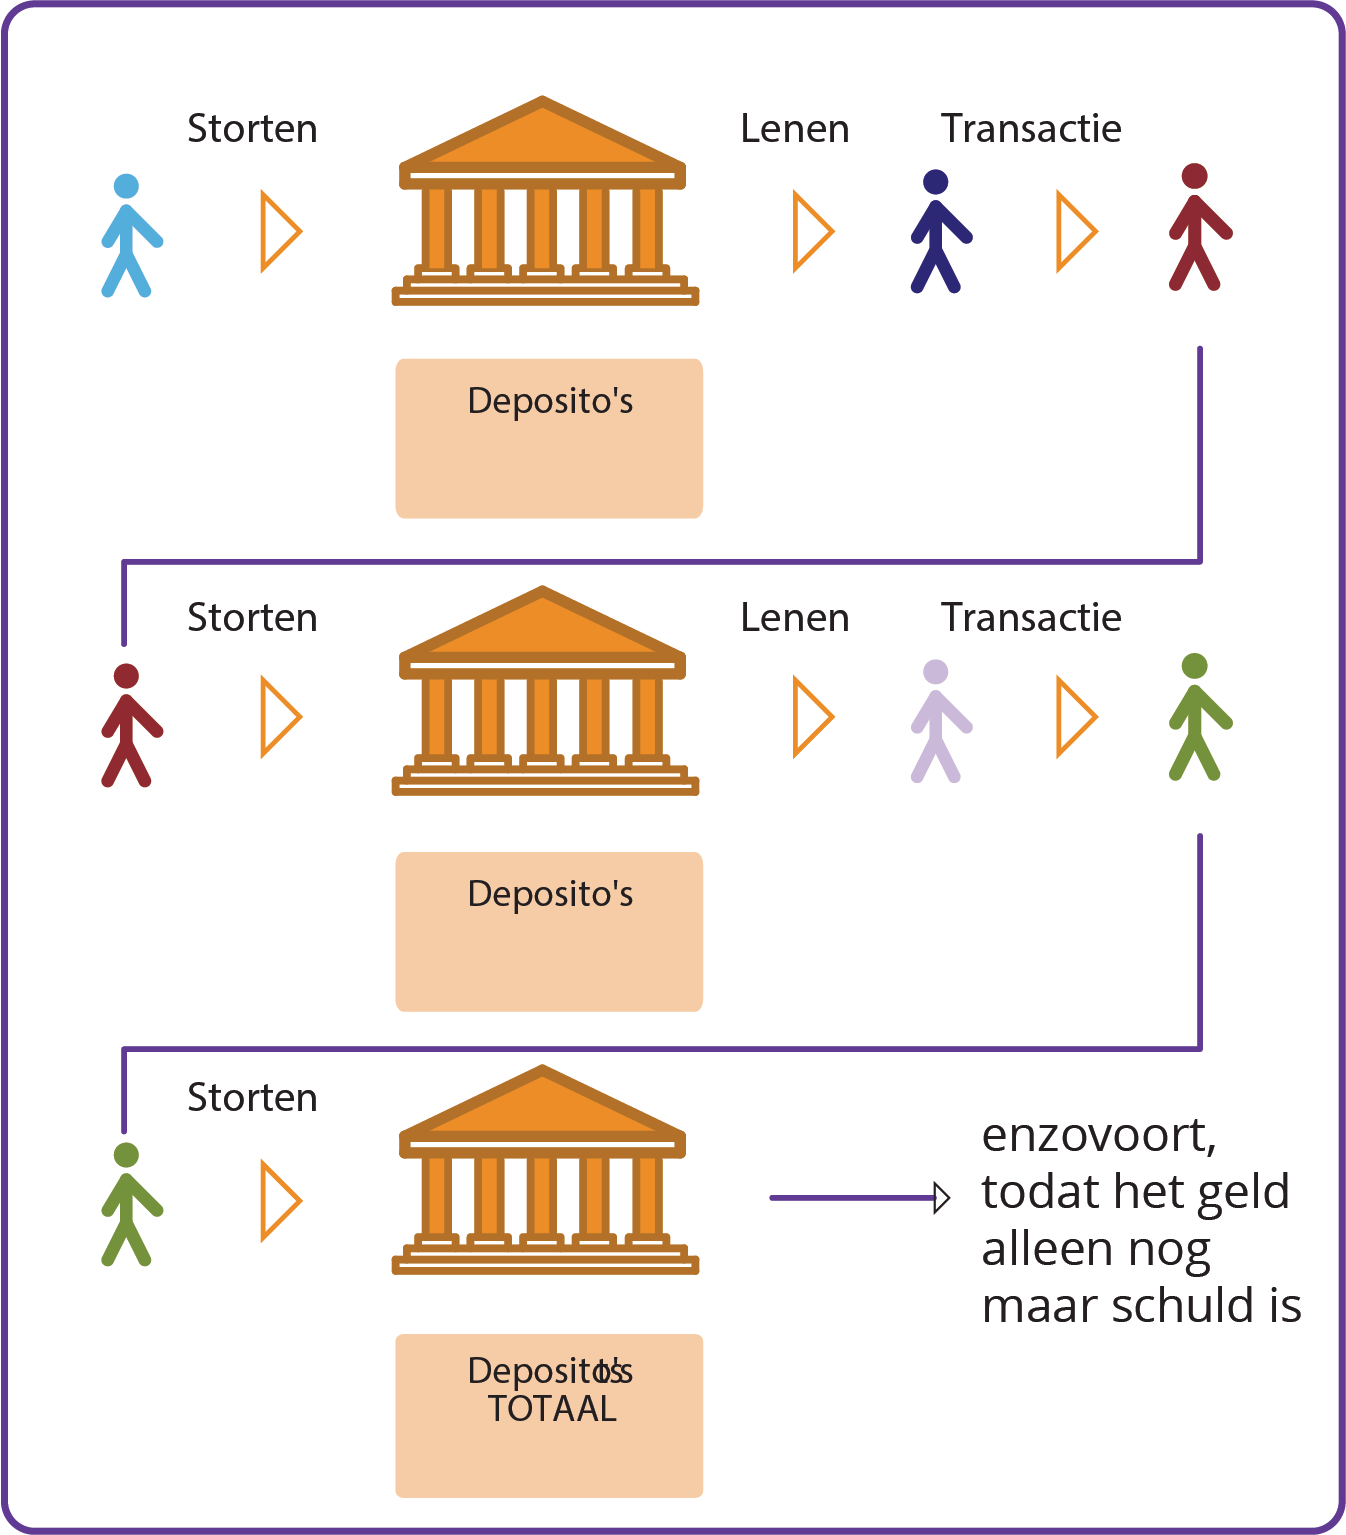 Storten
Lenen
Transactie
Deposito's
Storten
Lenen
Transactie
Deposito's
Storten
enzovoort,
todat het geld
alleen nog
maar schuld is
Deposito's
TOTAAL